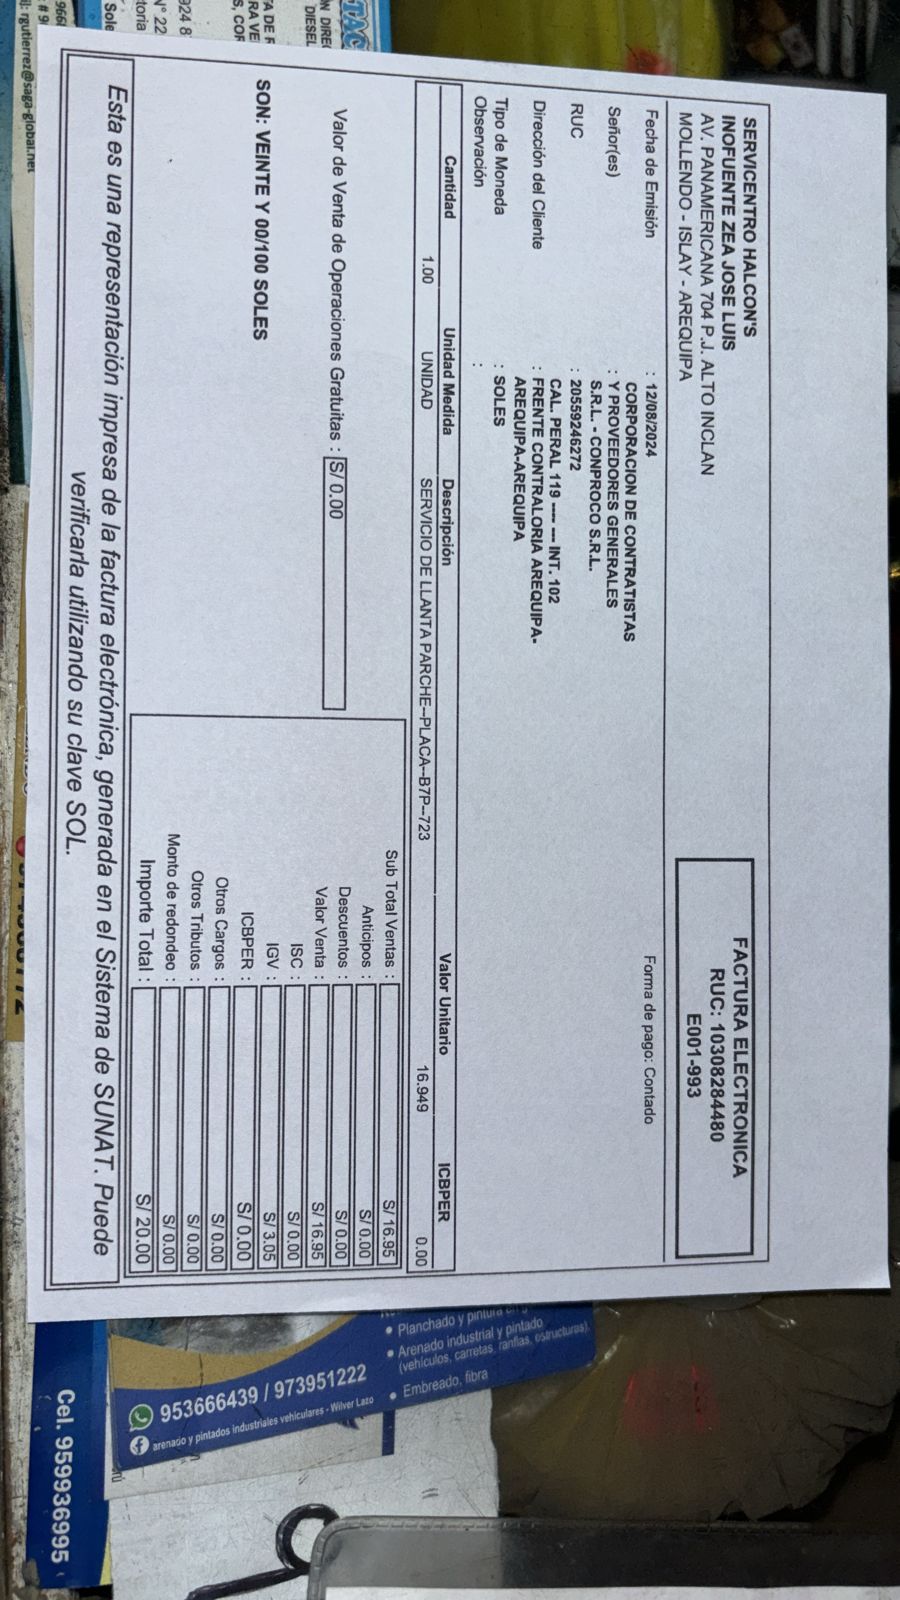 SERVICENTRO HALCON'S
INOFUENTE ZEA JOSE LUIS
AV. PANAMERICANA 704 P.J. ALTO INCLAN
MOLLENDO - ISLAY - AREQUIPA
FACTURA ELECTRONICA
RUC: 10308284480
E001-993
Fecha de Emisión : 12/08/2024
Forma de pago: Contado
Señor(es) : CORPORACION DE CONTRATISTAS
Y PROVEEDORES GENERALES
S.R.L. - CONPROCO S.R.L.
RUC : 20559246272
Dirección del Cliente : CAL. PERAL 119 ---- --- INT. 102
FRENTE CONTRALORIA AREQUIPA-
AREQUIPA-AREQUIPA
Tipo de Moneda : SOLES
Observación :
Cantidad Unidad Medida Descripción Valor Unitario ICBPER
1.00 UNIDAD SERVICIO DE LLANTA PARCHE--PLACA--B7P--723 16.949 0.00
Valor de Venta de Operaciones Gratuitas : S/ 0.00
SON: VEINTE Y 00/100 SOLES
Sub Total Ventas : S/ 16.95
Anticipos : S/ 0.00
Descuentos : S/ 0.00
Valor Venta : S/ 16.95
ISC : S/ 0.00
IGV : S/ 3.05
ICBPER : S/ 0.00
Otros Cargos : S/ 0.00
Otros Tributos : S/ 0.00
Monto de redondeo : S/ 0.00
Importe Total : S/ 20.00
Esta es una representación impresa de la factura electrónica, generada en el Sistema de SUNAT. Puede
verificarla utilizando su clave SOL.
DIESEL
924 8
N° 22
rgutierrez@saga-global.net
Planchado y pintura
Arenado industrial y pintado
(vehículos, carretas, ranflas, estructuras).
Embreado, fibra
953666439 / 973951222
arenado y pintados industriales vehiculares - Wilver Lazo
Cel. 959936995